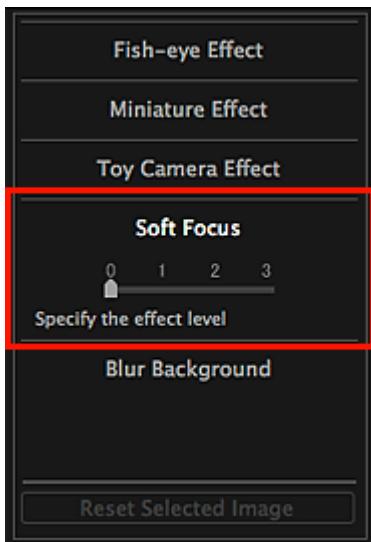 Fish-eye Effect
Miniature Effect
Toy Camera Effect
Soft Focus
0 1 2 3
Specify the effect level
Blur Background
Reset Selected Image